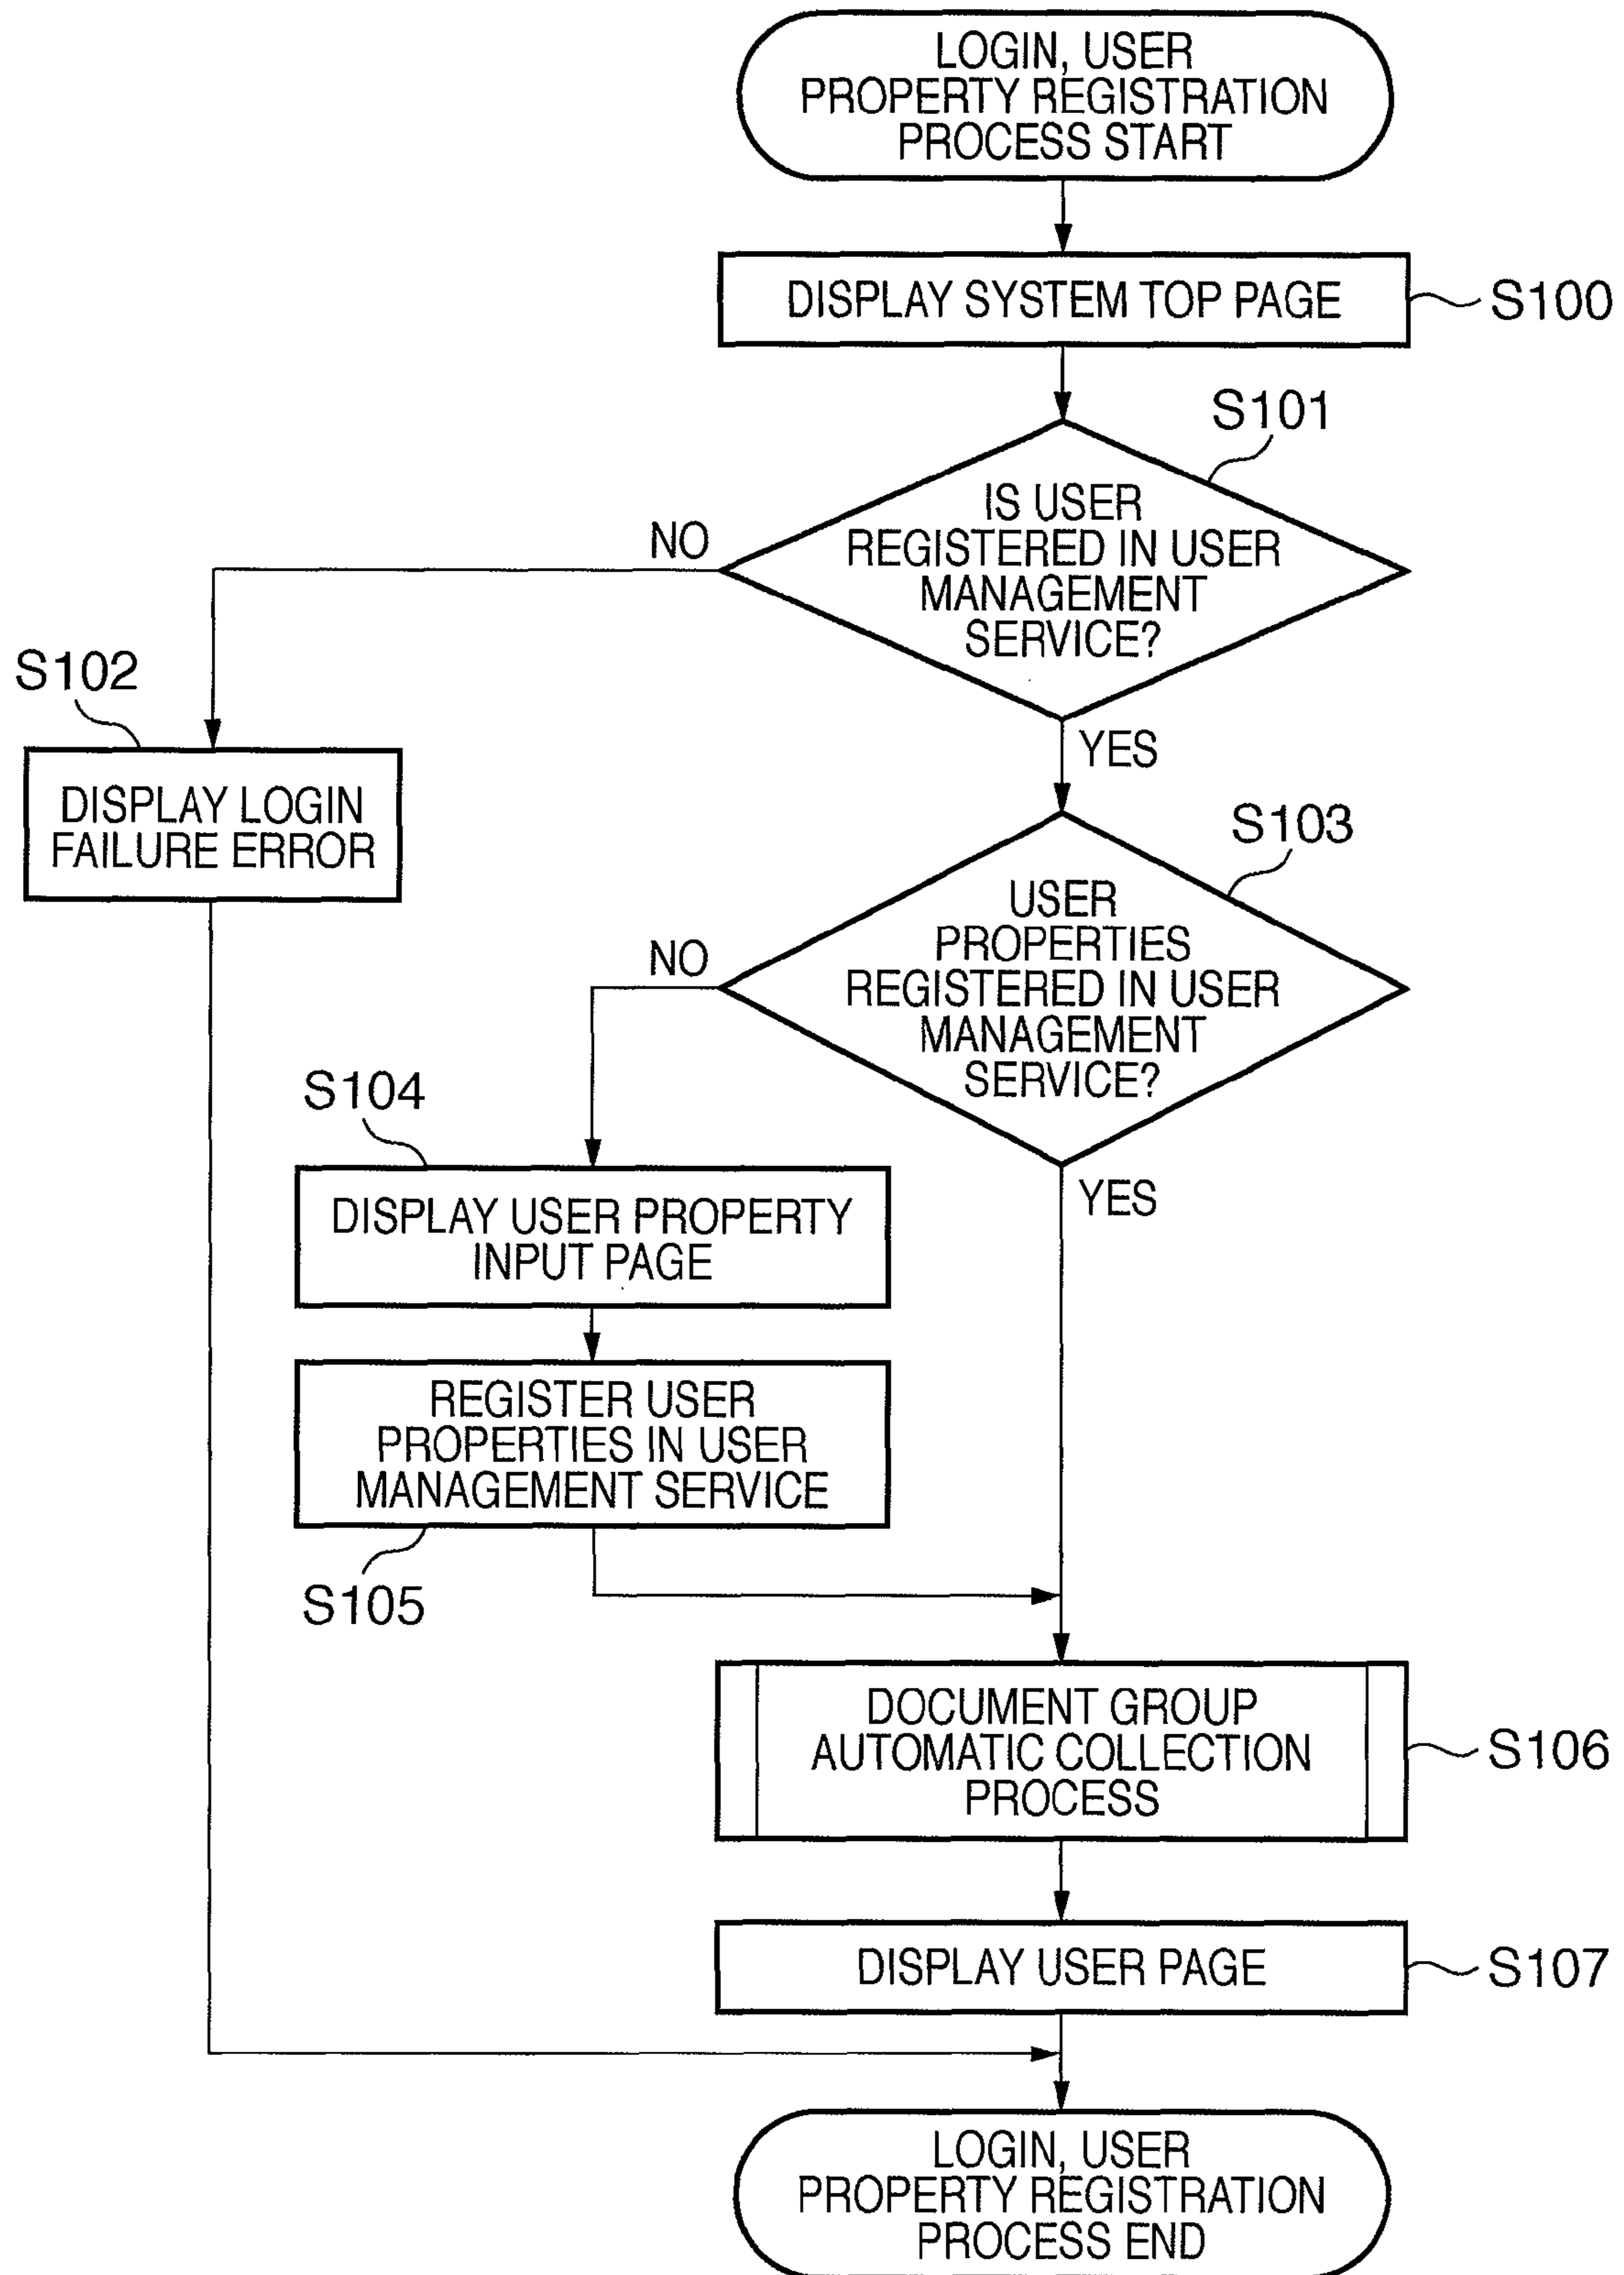 LOGIN, USER
PROPERTY REGISTRATION
PROCESS START
DISPLAY SYSTEM TOP PAGE
S100
S101
IS USER
REGISTERED IN USER
MANAGEMENT
SERVICE?
NO
YES
S102
DISPLAY LOGIN
FAILURE ERROR
S103
USER
PROPERTIES
REGISTERED IN USER
MANAGEMENT
SERVICE?
NO
YES
S104
DISPLAY USER PROPERTY
INPUT PAGE
REGISTER USER
PROPERTIES IN USER
MANAGEMENT SERVICE
S105
DOCUMENT GROUP
AUTOMATIC COLLECTION
PROCESS
S106
DISPLAY USER PAGE
S107
LOGIN, USER
PROPERTY REGISTRATION
PROCESS END